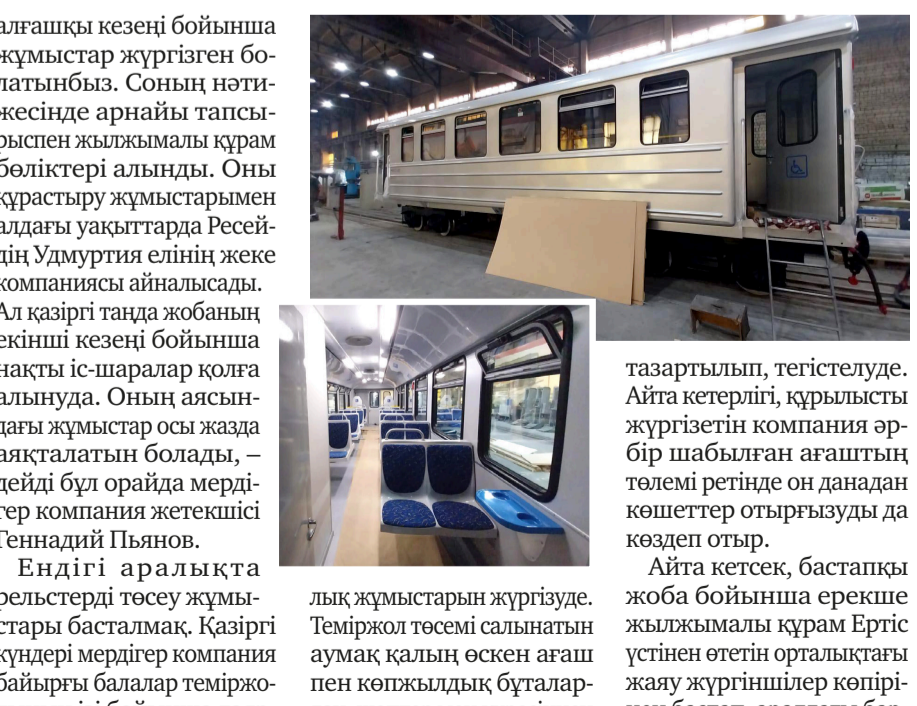 алғашқы кезеңі бойынша
жұмыстар жүргізген бо-
латынбыз. Соның нәти-
жесінде арнайы тапсы-
рыспен жылжымалы құрам
бөліктері алынды. Оны
құрастыру жұмыстарымен
алдағы уақыттарда Ресей-
дің Удмуртия елінің жеке
компаниясы айналысады.
Ал қазіргі таңда жобаның
екінші кезеңі бойынша
нақты іс-шаралар қолға
алынуда. Оның аясын-
дағы жұмыстар осы жазда
аяқталатын болады, –
дейді бұл орайда мерді-
гер компания жетекшісі
Геннадий Пьянов.
Ендігі аралықта
рельстерді төсеу жұмы-
стары басталмақ. Қазіргі
күндері мердігер компания
байырғы балалар теміржо-
лық жұмыстарын жүргізуде.
Теміржол төсемі салынатын
аумақ қалың өскен ағаш
пен көпжылдық бұталар-
тазартылып, тегістелуде.
Айта кетерлігі, құрылысты
жүргізетін компания әр-
бір шабылған ағаштың
төлемі ретінде он данадан
көшеттер отырғызуды да
көздеп отыр.
Айта кетсек, бастапқы
жоба бойынша ерекше
жылжымалы құрам Ертіс
үстінен өтетін орталықтағы
жаяу жүргіншілер көпірі-